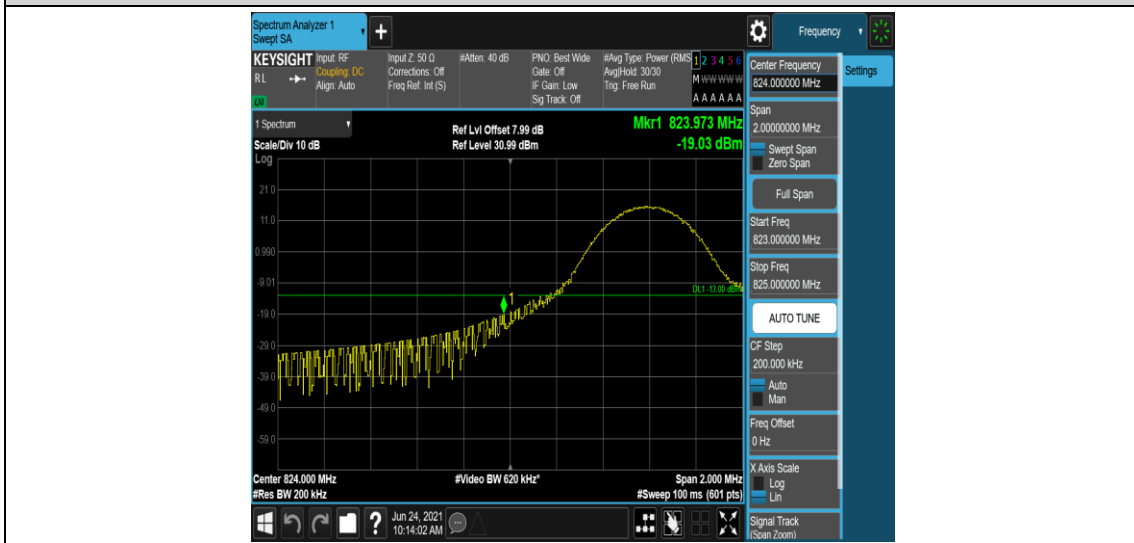 Spectrum Analyzer 1
Swept SA
Frequency
KEYSIGHT
RL
Input: RF
Coupling: DC
Align: Auto
Input Z: 50 Ω
Corrections: Off
Freq Ref: Int (S)
#Atten: 40 dB
PNO: Best Wide
Gate: Off
IF Gain: Low
Sig Track: Off
#Avg Type: Power (RMS
Avg|Hold: 30/30
Trig: Free Run
1 2 3 4 5 6
M W W W W W
A A A A A A
Center Frequency
824.000000 MHz
Settings
Span
2.00000000 MHz
Swept Span
Zero Span
Full Span
Start Freq
823.000000 MHz
Stop Freq
825.000000 MHz
AUTO TUNE
CF Step
200.000 kHz
Auto
Man
Freq Offset
0 Hz
X Axis Scale
Log
Lin
Signal Track
(Span Zoom)
1 Spectrum
Scale/Div 10 dB
Log
Ref Lvl Offset 7.99 dB
Ref Level 30.99 dBm
Mkr1 823.973 MHz
-19.03 dBm
21.0
11.0
0.990
-9.01
DL1 -13.00 dBm
1
-19.0
-29.0
-39.0
-49.0
-59.0
Center 824.000 MHz
#Video BW 620 kHz*
Span 2.000 MHz
#Res BW 200 kHz
#Sweep 100 ms (601 pts)
?
Jun 24, 2021
10:14:02 AM